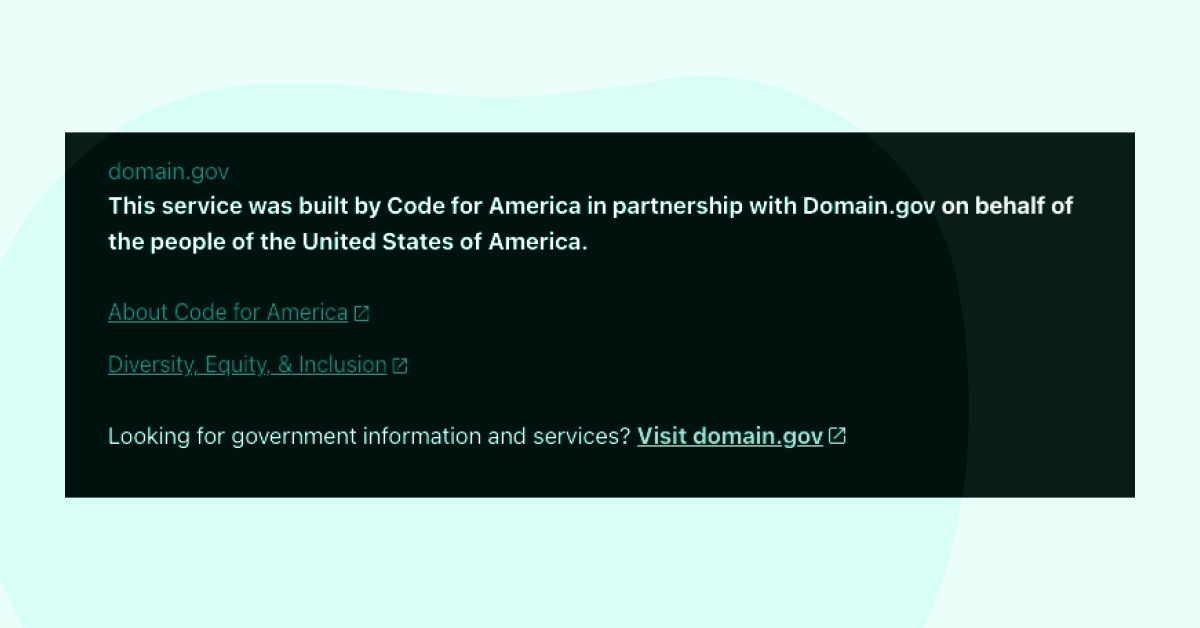 domain.gov
This service was built by Code for America in partnership with Domain.gov on behalf of
the people of the United States of America.
About Code for America
Diversity, Equity, & Inclusion
Looking for government information and services? Visit domain.gov